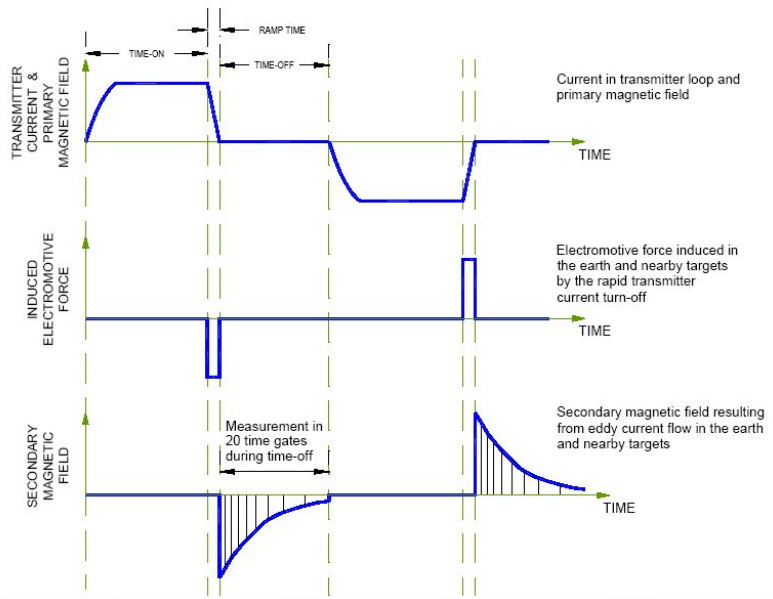 RAMP TIME
TIME-ON
TIME-OFF
TRANSMITTER
CURRENT &
PRIMARY
MAGNETIC FIELD
Current in transmitter loop and
primary magnetic field
TIME
INDUCED
ELECTROMOTIVE
FORCE
Electromotive force induced in
the earth and nearby targets
by the rapid transmitter
current turn-off
TIME
SECONDARY
MAGNETIC
FIELD
Measurement in
20 time gates
during time-off
Secondary magnetic field resulting
from eddy current flow in the earth
and nearby targets
TIME